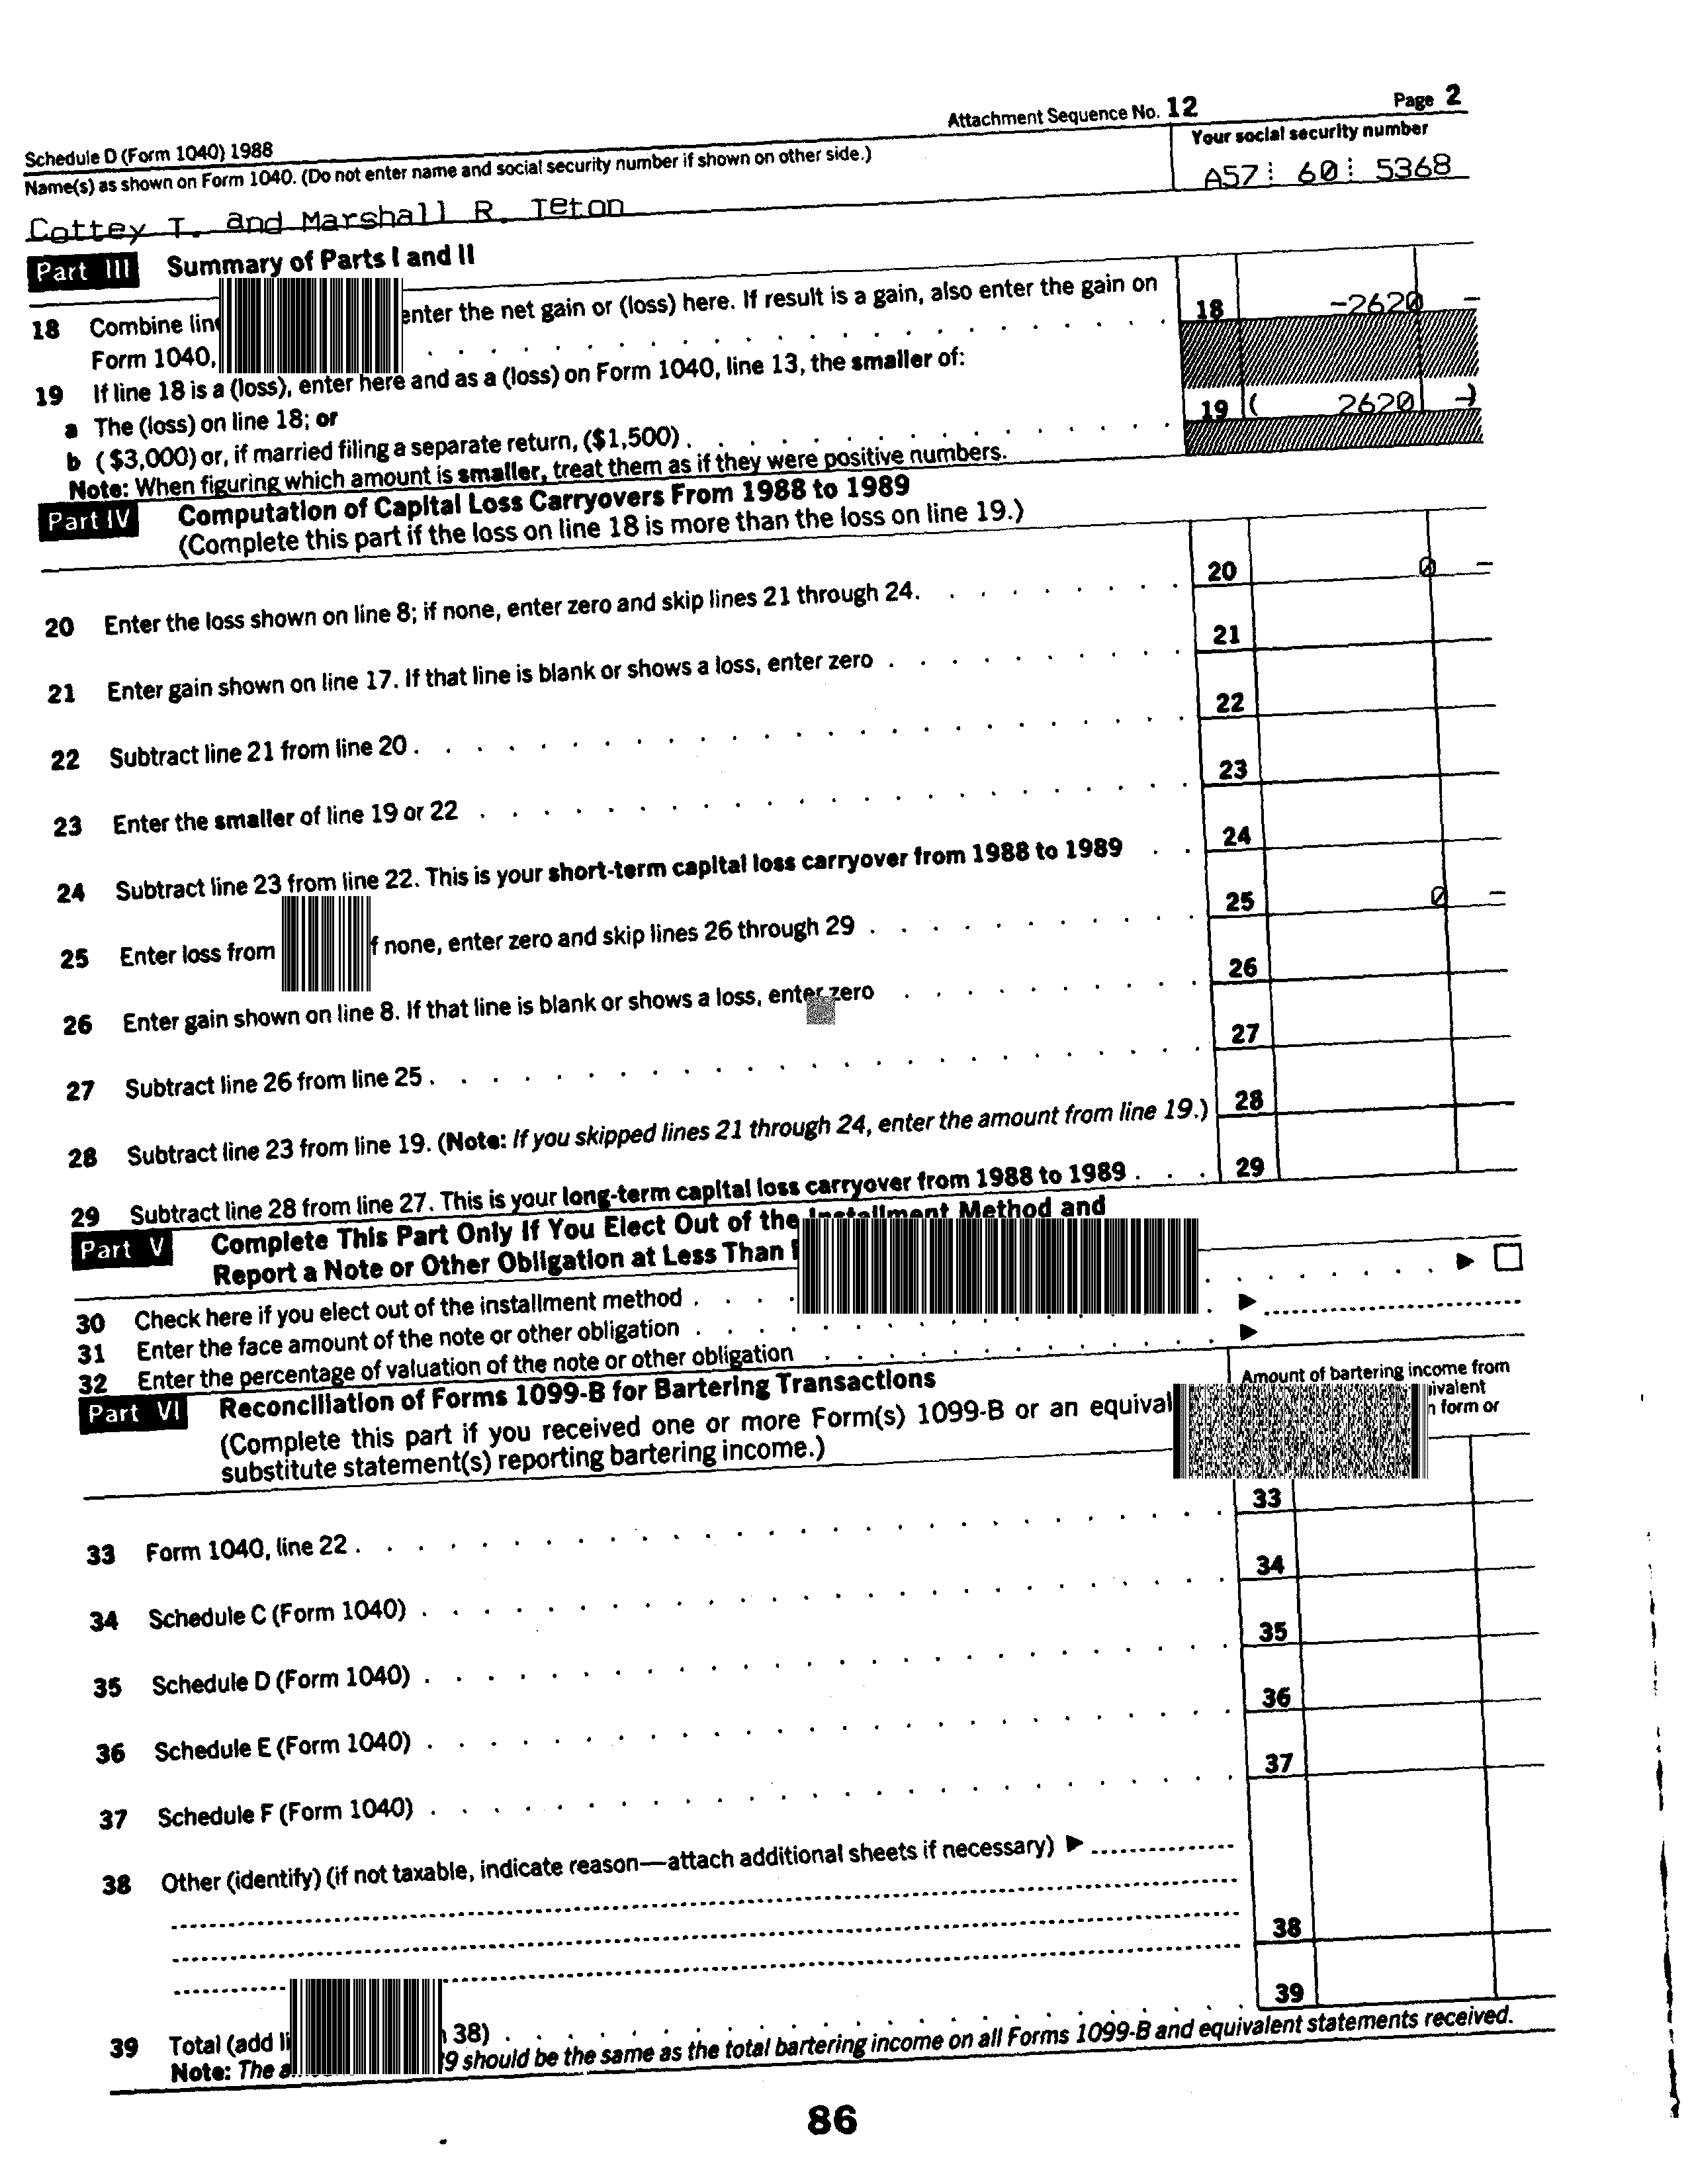 Schedule D (Form 1040) 1988 Attachment Sequence No. 12 Page 2
Name(s) as shown on Form 1040. (Do not enter name and social security number if shown on other side.) Your social security number
Cottey T. and Marshall R. Teton A57 60 5368
Part III Summary of Parts I and II
18 Combine enter the net gain or (loss) here. If result is a gain, also enter the gain on
Form 1040, 18 -2620 -
19 If line 18 is a (loss), enter here and as a (loss) on Form 1040, line 13, the smaller of:
a The (loss) on line 18; or
b ($3,000) or, if married filing a separate return, ($1,500) 19 ( 2620 -)
Note: When figuring which amount is smaller, treat them as if they were positive numbers.
Part IV Computation of Capital Loss Carryovers From 1988 to 1989
(Complete this part if the loss on line 18 is more than the loss on line 19.)
20 Enter the loss shown on line 8; if none, enter zero and skip lines 21 through 24. 20 0 -
21 Enter gain shown on line 17. If that line is blank or shows a loss, enter zero 21
22 Subtract line 21 from line 20 22
23 Enter the smaller of line 19 or 22 23
24 Subtract line 23 from line 22. This is your short-term capital loss carryover from 1988 to 1989 24
25 Enter loss from none, enter zero and skip lines 26 through 29 25 0 -
26 Enter gain shown on line 8. If that line is blank or shows a loss, enter zero 26
27 Subtract line 26 from line 25 27
28 Subtract line 23 from line 19. (Note: If you skipped lines 21 through 24, enter the amount from line 19.) 28
29 Subtract line 28 from line 27. This is your long-term capital loss carryover from 1988 to 1989 29
Part V Complete This Part Only If You Elect Out of the Installment Method and
Report a Note or Other Obligation at Less Than
30 Check here if you elect out of the installment method
31 Enter the face amount of the note or other obligation
32 Enter the percentage of valuation of the note or other obligation
Part VI Reconciliation of Forms 1099-B for Bartering Transactions
(Complete this part if you received one or more Form(s) 1099-B or an
substitute statement(s) reporting bartering income.)
Amount of bartering income from
form or
33 Form 1040, line 22 33
34 Schedule C (Form 1040) 34
35 Schedule D (Form 1040) 35
36 Schedule E (Form 1040) 36
37 Schedule F (Form 1040) 37
38 Other (identify) (if not taxable, indicate reason—attach additional sheets if necessary) 38
39 Total (add 38) 39
Note: The should be the same as the total bartering income on all Forms 1099-B and equivalent statements received.
86